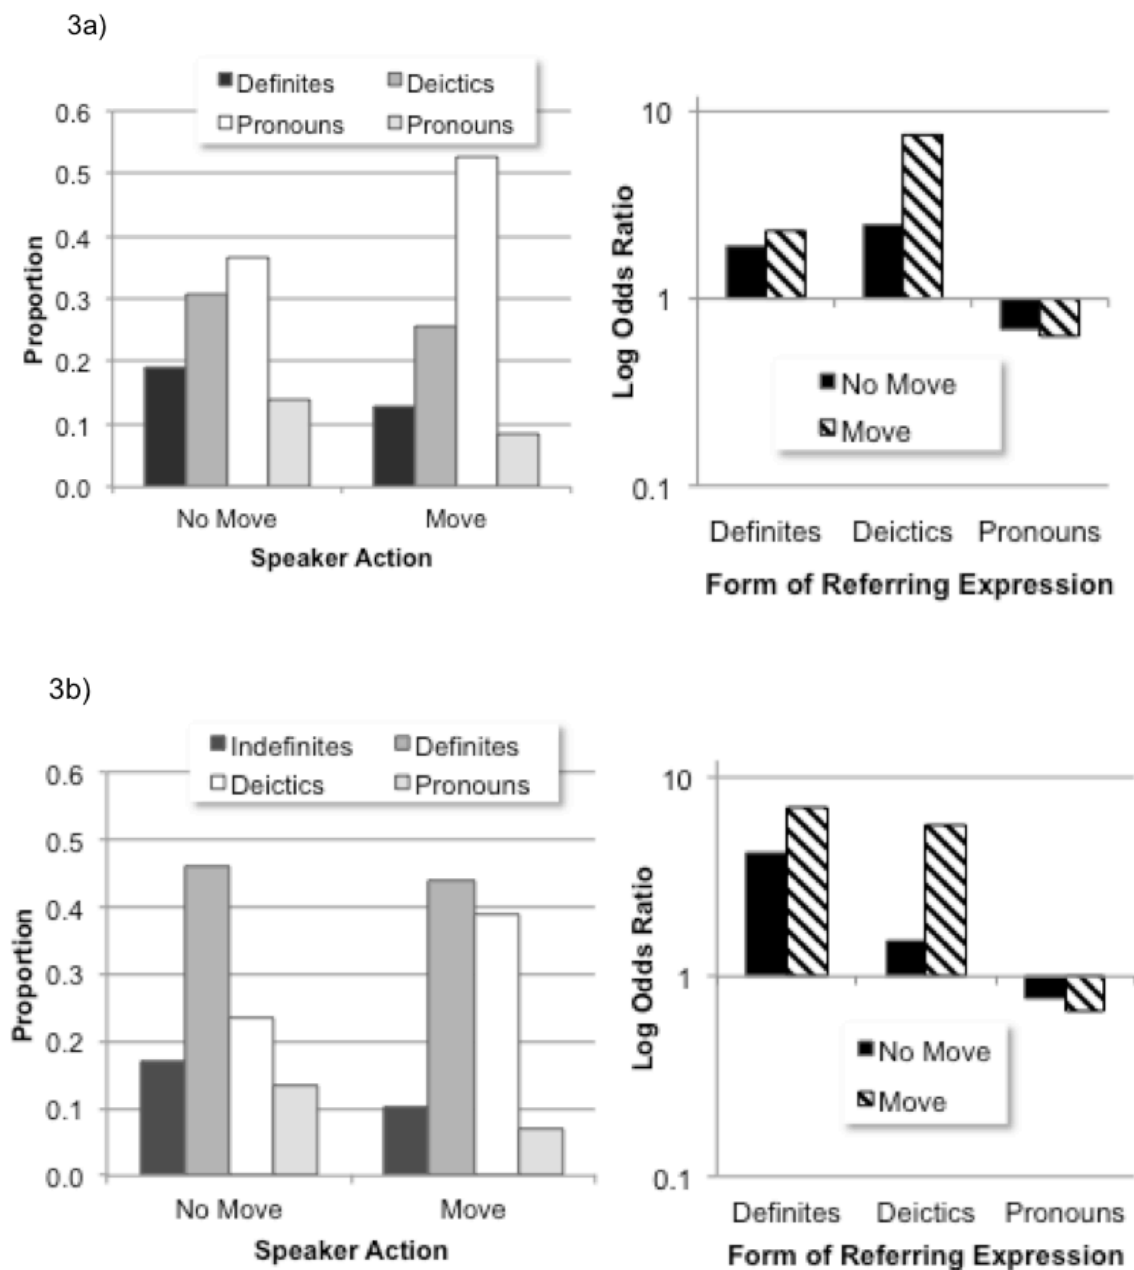 3a)
Definites Deictics
Pronouns Pronouns
0.6
0.5
0.4
0.3
0.2
0.1
0.0
Proportion
No Move Move
Speaker Action
10
1
0.1
Log Odds Ratio
No Move
Move
Definites Deictics Pronouns
Form of Referring Expression
3b)
Indefinites Definites
Deictics Pronouns
0.6
0.5
0.4
0.3
0.2
0.1
0.0
Proportion
No Move Move
Speaker Action
10
1
0.1
Log Odds Ratio
No Move
Move
Definites Deictics Pronouns
Form of Referring Expression